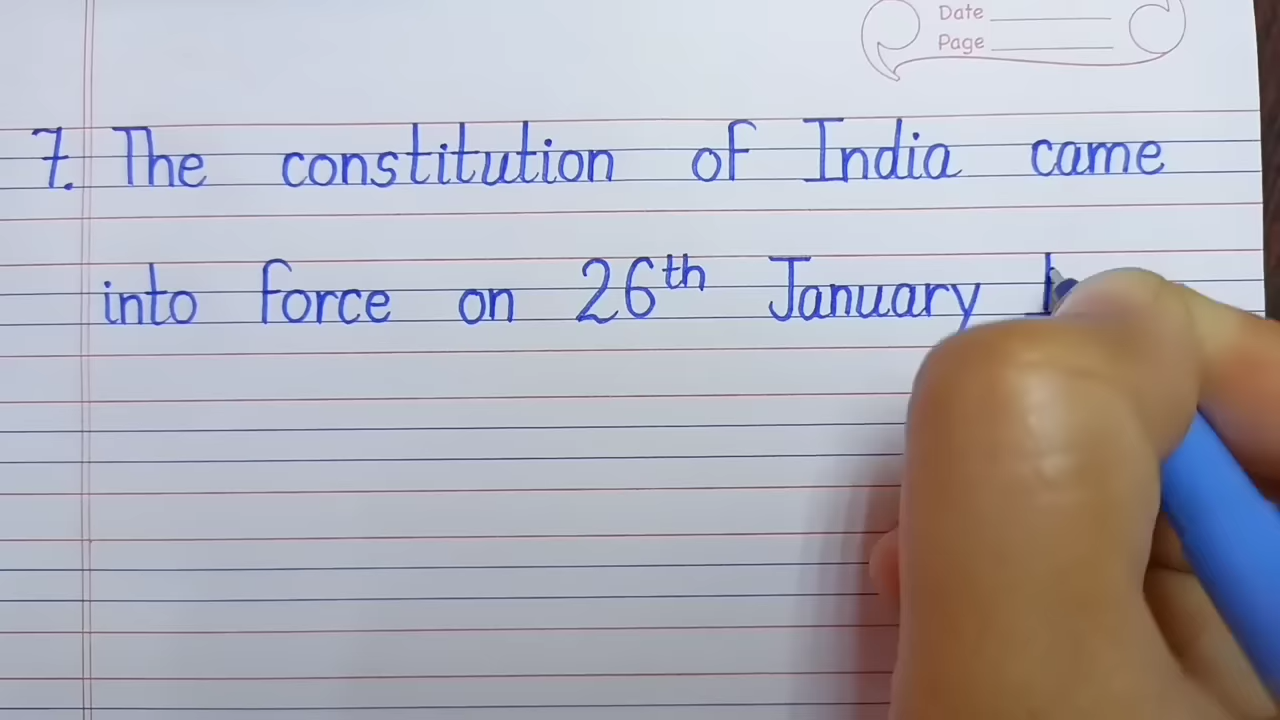 Date
Page
7. The constitution of India came
into force on 26th January